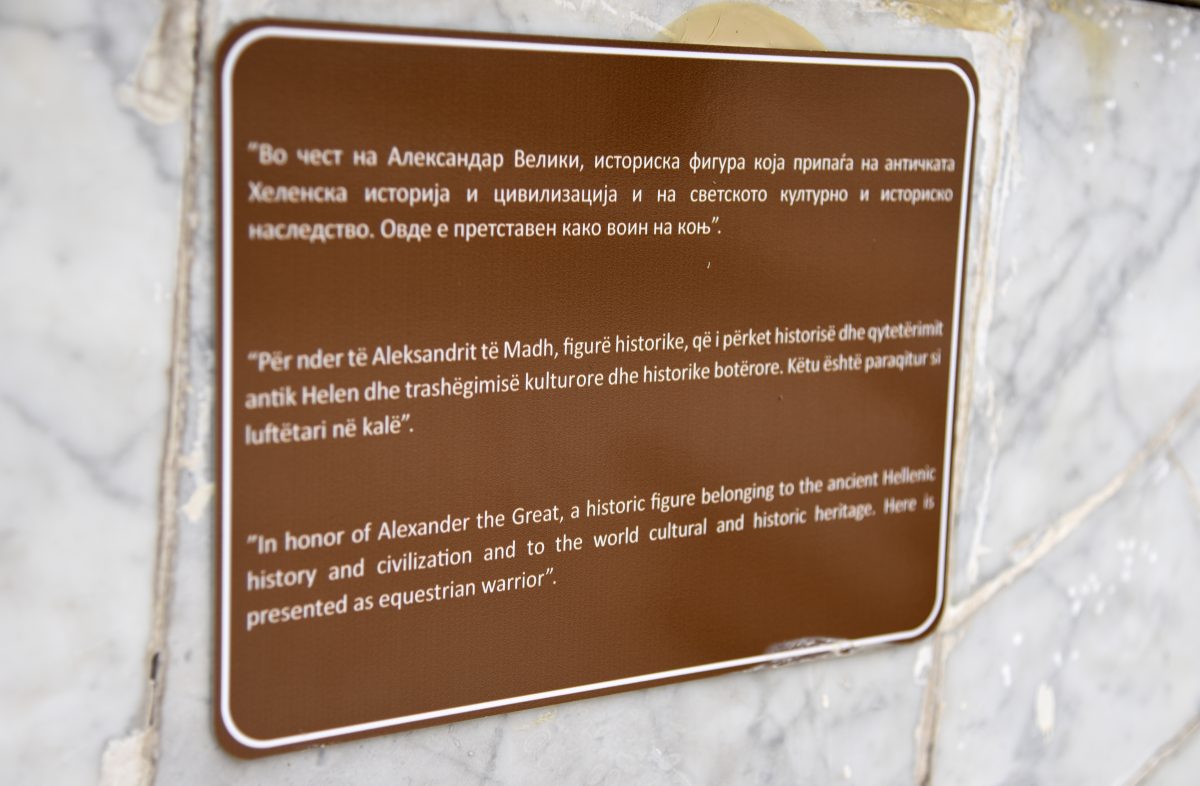 "Во чест на Александар Велики, историска фигура која припаѓа на античката
Хеленска историја и цивилизација и на светското културно и историско
наследство. Овде е претставен како воин на коњ".
"Për nder të Aleksandrit të Madh, figurë historike, që i përket historisë dhe qytetërimit
antik Helen dhe trashëgimisë kulturore dhe historike botërore. Këtu është paraqitur si
luftëtari në kalë".
"In honor of Alexander the Great, a historic figure belonging to the ancient Hellenic
history and civilization and to the world cultural and historic heritage. Here is
presented as equestrian warrior".